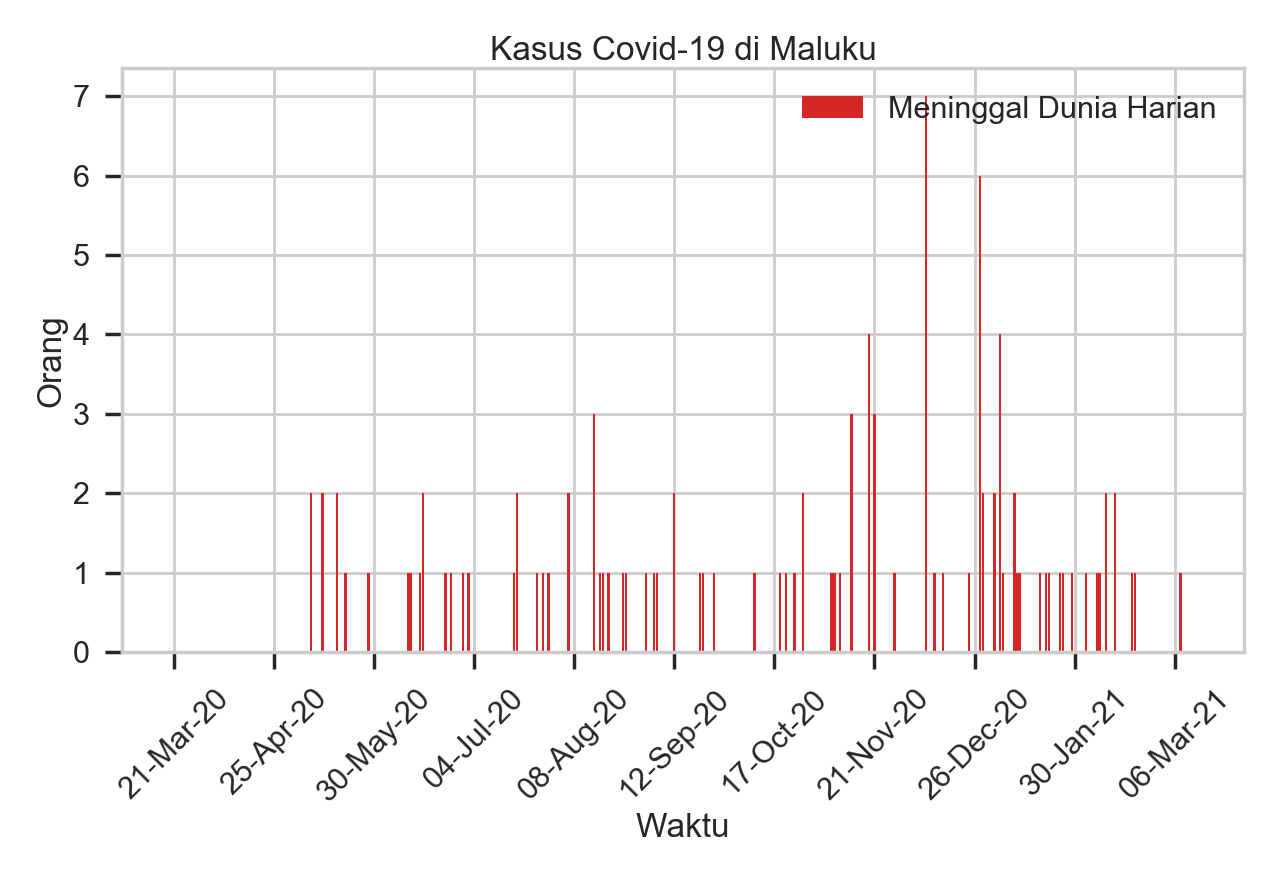 Kasus Covid-19 di Maluku
Meninggal Dunia Harian
7
6
5
4
3
2
1
0
Orang
21-Mar-20
25-Apr-20
30-May-20
04-Jul-20
08-Aug-20
12-Sep-20
17-Oct-20
21-Nov-20
26-Dec-20
30-Jan-21
06-Mar-21
Waktu